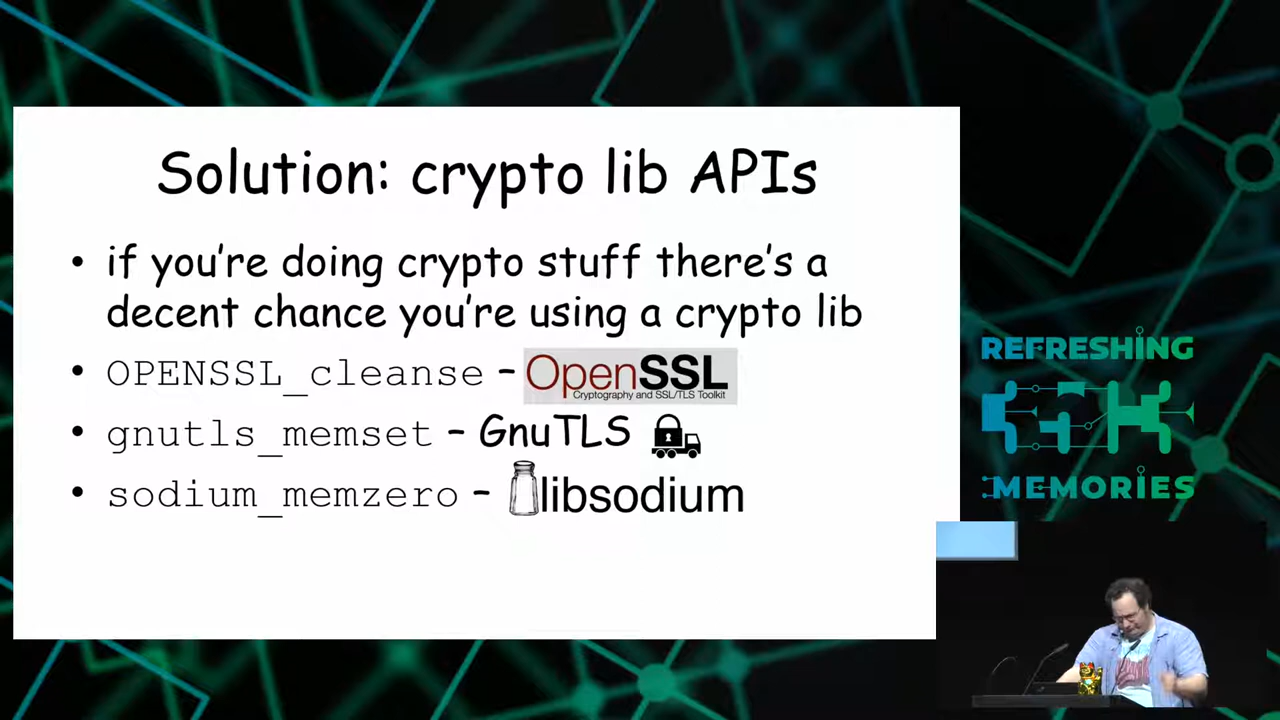 Solution: crypto lib APIs
• if you're doing crypto stuff there's a
decent chance you're using a crypto lib
• OPENSSL_cleanse – OpenSSL
Cryptography and SSL/TLS Toolkit
• gnutls_memset – GnuTLS
• sodium_memzero – libsodium
REFRESHING
MEMORIES